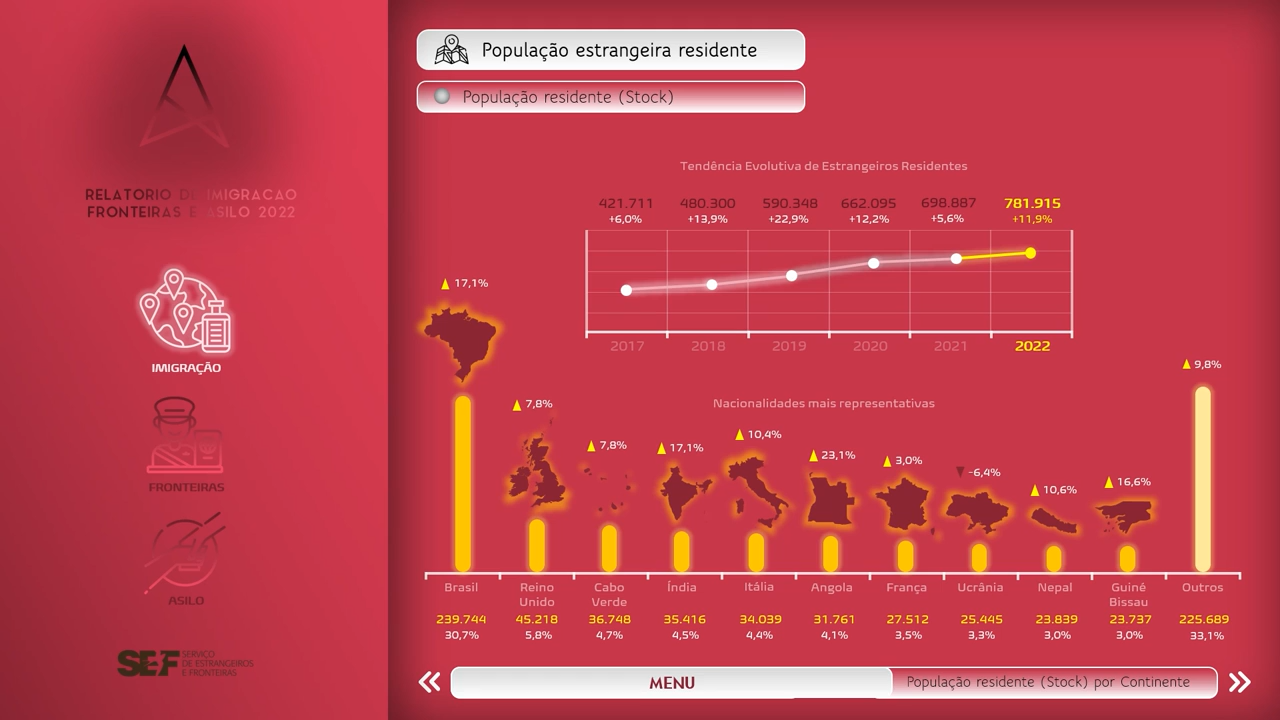 RELATORIO DE IMIGRACAO
FRONTEIRAS E ASILO 2022
IMIGRAÇÃO
FRONTEIRAS
ASILO
SEF SERVIÇO
DE ESTRANGEIROS
E FRONTEIRAS
População estrangeira residente
População residente (Stock)
Tendência Evolutiva de Estrangeiros Residentes
421.711 480.300 590.348 662.095 698.887 781.915
+6,0% +13,9% +22,9% +12,2% +5,6% +11,9%
2017 2018 2019 2020 2021 2022
Nacionalidades mais representativas
17,1% 7,8% 7,8% 17,1% 10,4% 23,1% 3,0% -6,4% 10,6% 16,6% 9,8%
Brasil Reino Cabo Índia Itália Angola França Ucrânia Nepal Guiné Outros
Unido Verde Bissau
239.744 45.218 36.748 35.416 34.039 31.761 27.512 25.445 23.839 23.737 225.689
30,7% 5,8% 4,7% 4,5% 4,4% 4,1% 3,5% 3,3% 3,0% 3,0% 33,1%
MENU
População residente (Stock) por Continente